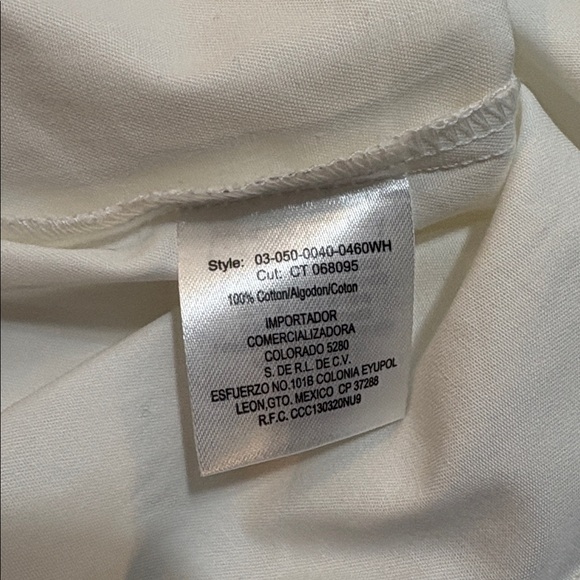 Style: 03-050-0040-0460WH
Cut: CT 068095
100% Cotton/Algodon/Coton
IMPORTADOR
COMERCIALIZADORA
COLORADO 5280
S. DE R.L. DE C.V.
ESFUERZO NO.101B COLONIA EYUPOL
LEON,GTO. MEXICO CP 37288
R.F.C. CCC130320NU9